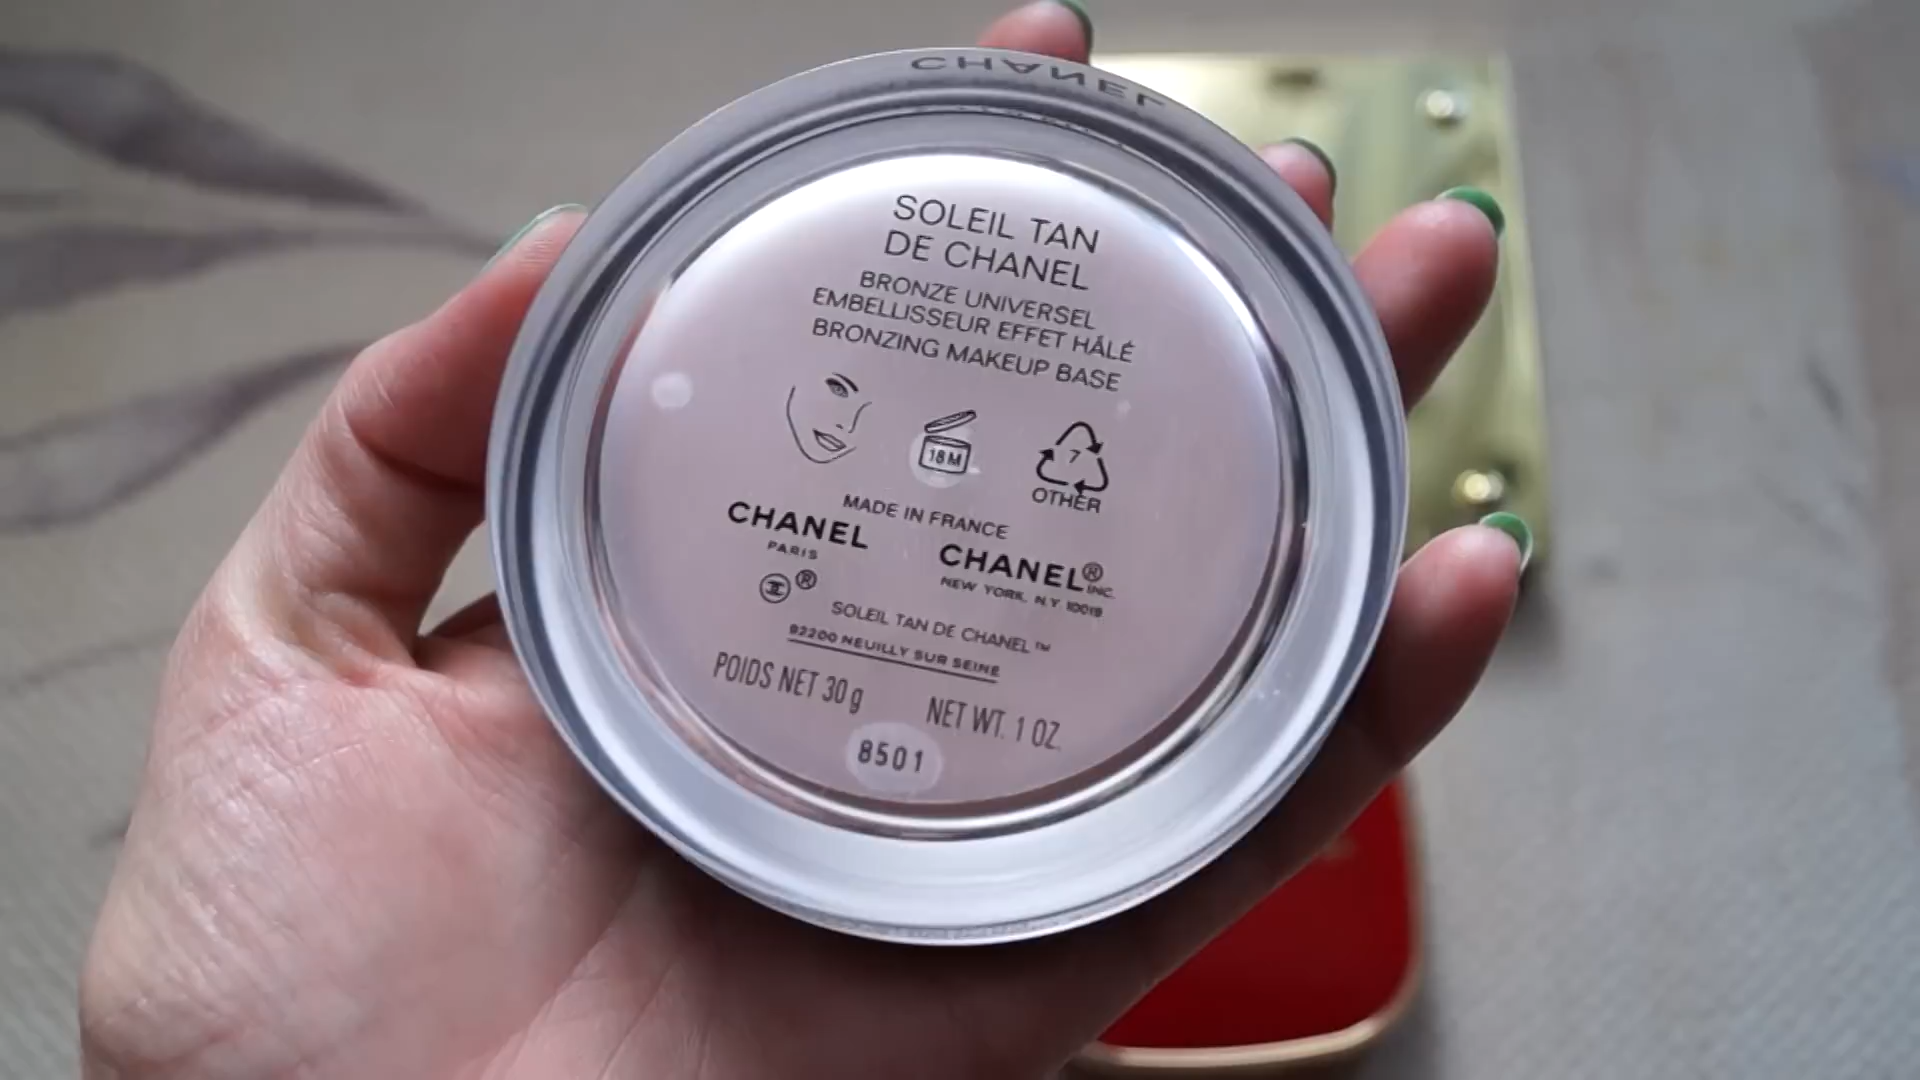 CHANEL
SOLEIL TAN
DE CHANEL
BRONZE UNIVERSEL
EMBELLISSEUR EFFET HÂLÉ
BRONZING MAKEUP BASE
18M
7
OTHER
MADE IN FRANCE
CHANEL
PARIS
®
CHANEL®
INC.
NEW YORK, N.Y. 10019
SOLEIL TAN DE CHANEL™
92200 NEUILLY SUR SEINE
POIDS NET 30 g NET WT. 1 OZ.
8501